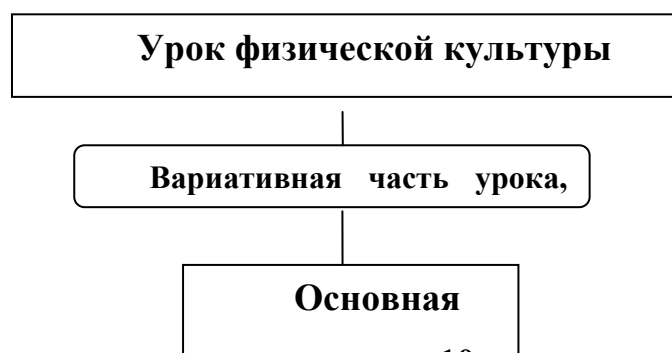 Урок физической культуры
Вариативная часть урока,
Основная